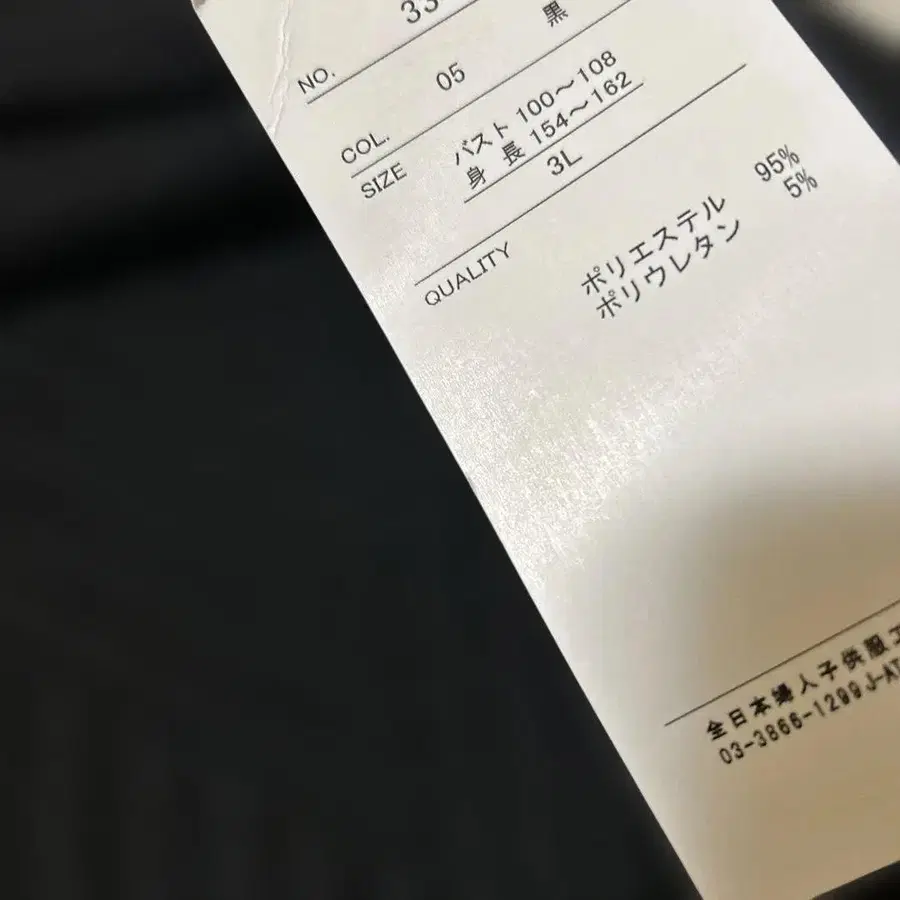 NO. 33
COL. 05 黒
SIZE バスト 100～108
身長 154～162
3L
QUALITY
ポリエステル 95%
ポリウレタン 5%
全日本婦人子供服工
03-3866-1299 J-AT